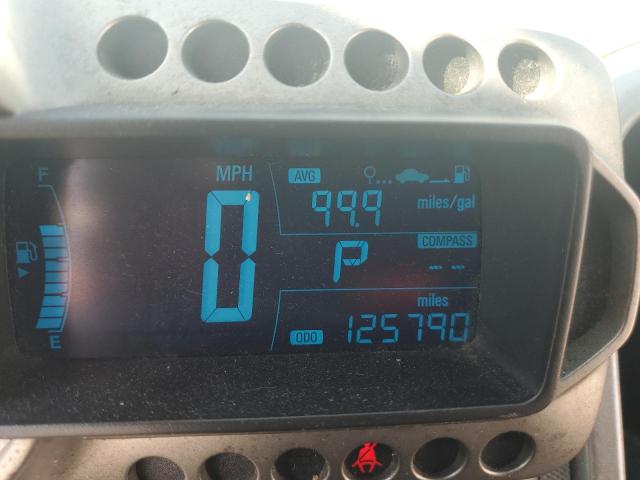 F
MPH
AVG
99.9 miles/gal
0
P
COMPASS
--
miles
E
ODO 125790